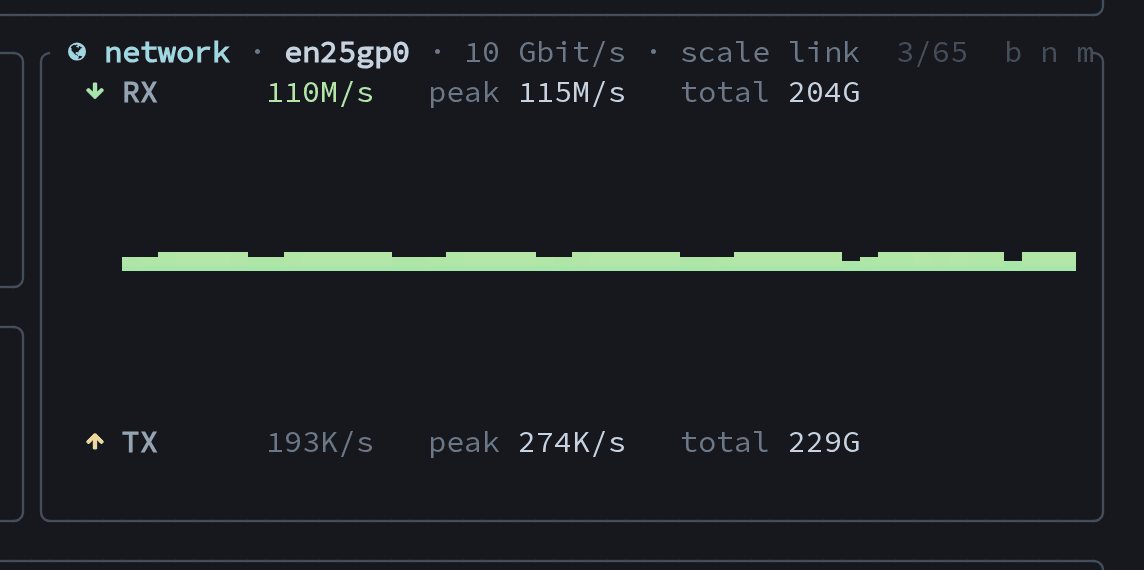 network · en25gp0 · 10 Gbit/s · scale link 3/65 b n m
RX 110M/s peak 115M/s total 204G
TX 193K/s peak 274K/s total 229G